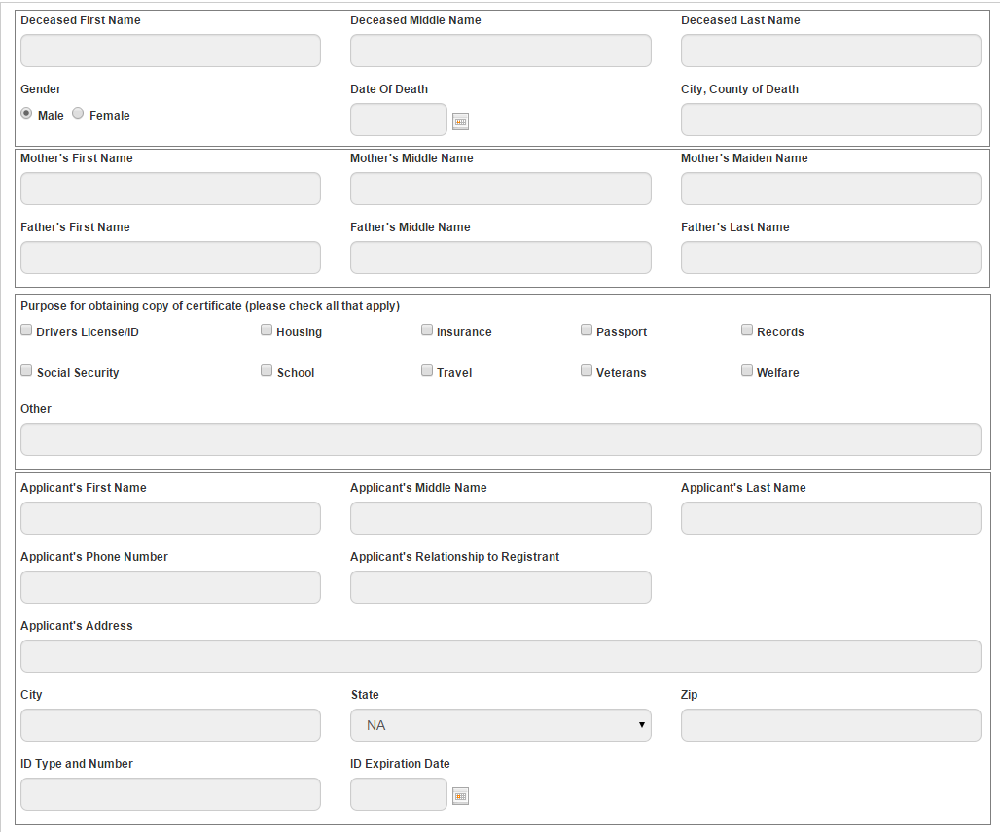 Deceased First Name Deceased Middle Name Deceased Last Name
Gender Date Of Death City, County of Death
Male Female
Mother's First Name Mother's Middle Name Mother's Maiden Name
Father's First Name Father's Middle Name Father's Last Name
Purpose for obtaining copy of certificate (please check all that apply)
Drivers License/ID Housing Insurance Passport Records
Social Security School Travel Veterans Welfare
Other
Applicant's First Name Applicant's Middle Name Applicant's Last Name
Applicant's Phone Number Applicant's Relationship to Registrant
Applicant's Address
City State Zip
NA
ID Type and Number ID Expiration Date